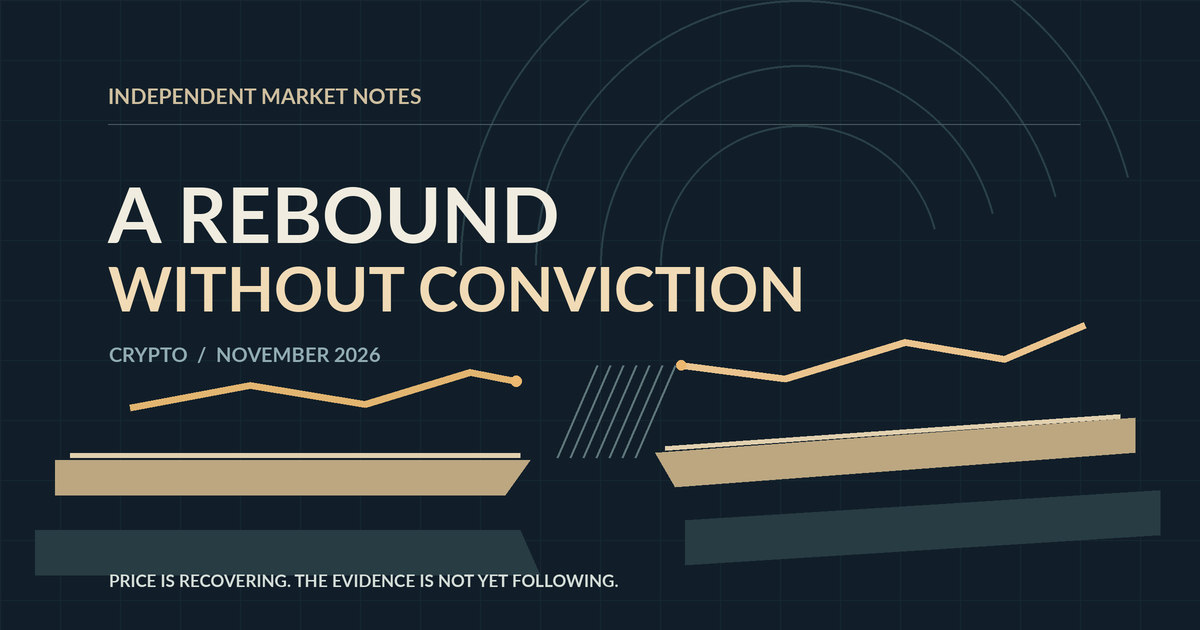 INDEPENDENT MARKET NOTES
A REBOUND
WITHOUT CONVICTION
CRYPTO / NOVEMBER 2026
PRICE IS RECOVERING. THE EVIDENCE IS NOT YET FOLLOWING.